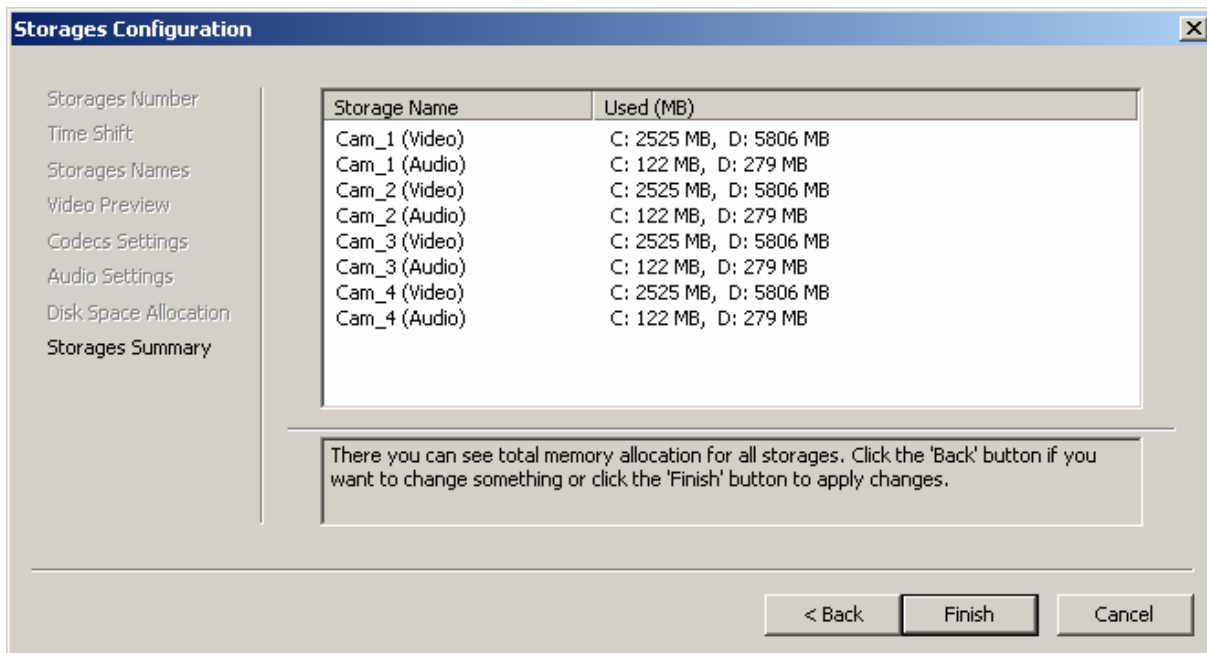 Storages Configuration
Storages Number
Time Shift
Storages Names
Video Preview
Codecs Settings
Audio Settings
Disk Space Allocation
Storages Summary
Storage Name Used (MB)
Cam_1 (Video) C: 2525 MB, D: 5806 MB
Cam_1 (Audio) C: 122 MB, D: 279 MB
Cam_2 (Video) C: 2525 MB, D: 5806 MB
Cam_2 (Audio) C: 122 MB, D: 279 MB
Cam_3 (Video) C: 2525 MB, D: 5806 MB
Cam_3 (Audio) C: 122 MB, D: 279 MB
Cam_4 (Video) C: 2525 MB, D: 5806 MB
Cam_4 (Audio) C: 122 MB, D: 279 MB
There you can see total memory allocation for all storages. Click the 'Back' button if you
want to change something or click the 'Finish' button to apply changes.
< Back Finish Cancel